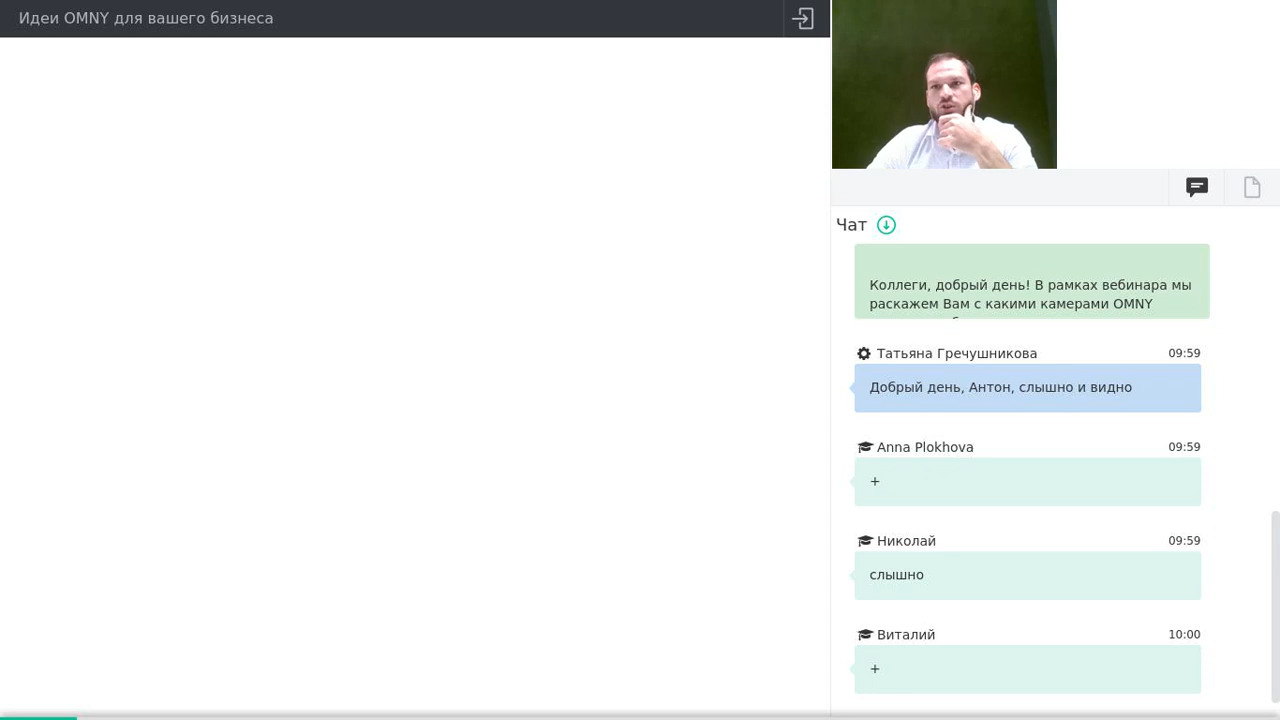 Идеи OMNY для вашего бизнеса
Чат
Коллеги, добрый день! В рамках вебинара мы
раскажем Вам с какими камерами OMNY
Татьяна Гречушникова 09:59
Добрый день, Антон, слышно и видно
Anna Plokhova 09:59
+
Николай 09:59
слышно
Виталий 10:00
+